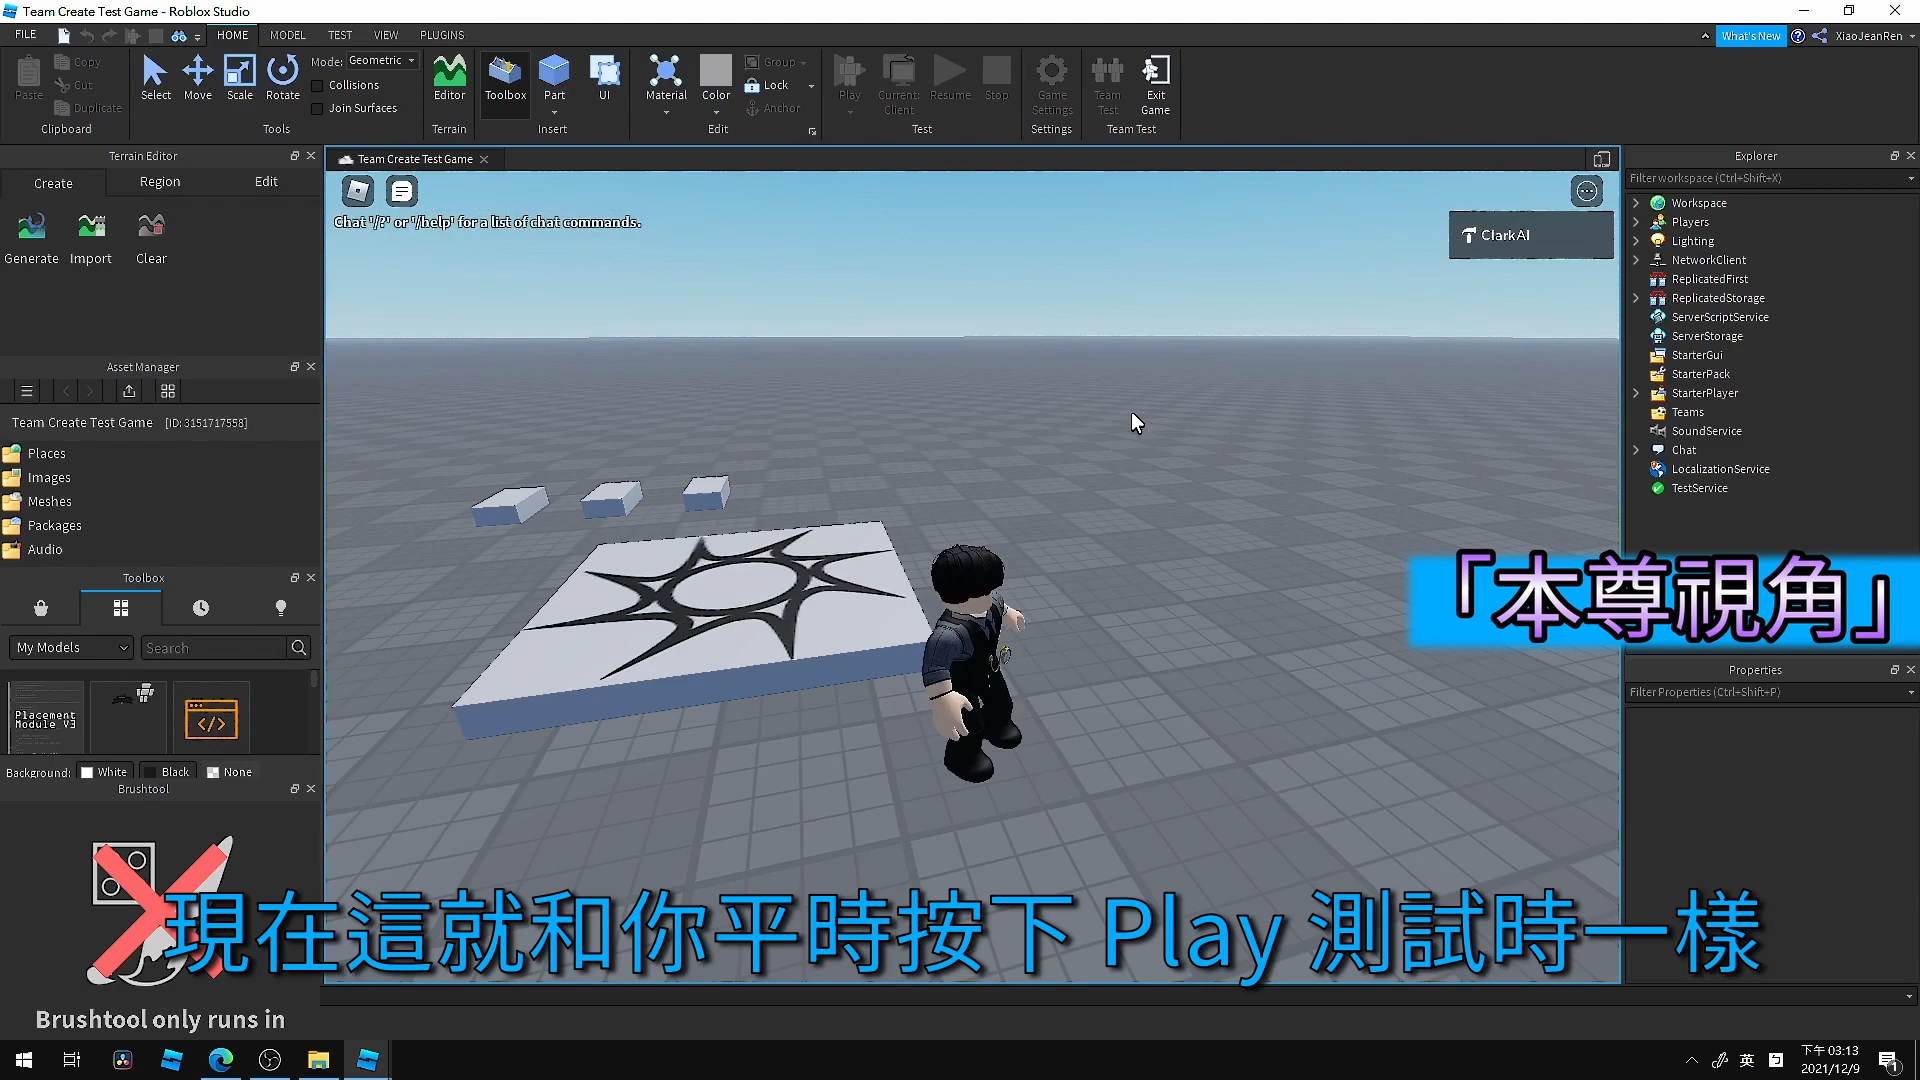 Team Create Test Game - Roblox Studio
FILE
HOME
MODEL
TEST
VIEW
PLUGINS
What's New
XiaoJeanRen
Paste
Copy
Cut
Duplicate
Clipboard
Select
Move
Scale
Rotate
Mode: Geometric
Collisions
Join Surfaces
Tools
Editor
Terrain
Toolbox
Part
UI
Insert
Material
Color
Group
Lock
Anchor
Edit
Play
Current: Client
Resume
Stop
Test
Game Settings
Settings
Team Test
Exit Game
Team Test
Terrain Editor
Create
Region
Edit
Generate
Import
Clear
Asset Manager
Team Create Test Game [ID: 3151717558]
Places
Images
Meshes
Packages
Audio
Toolbox
My Models
Search
Placement
Module V3
Background: White Black None
Brushtool
Brushtool only runs in
Team Create Test Game
Chat '/?' or '/help' for a list of chat commands.
ClarkAI
Explorer
Filter workspace (Ctrl+Shift+X)
Workspace
Players
Lighting
NetworkClient
ReplicatedFirst
ReplicatedStorage
ServerScriptService
ServerStorage
StarterGui
StarterPack
StarterPlayer
Teams
SoundService
Chat
LocalizationService
TestService
「本尊視角」
Properties
Filter Properties (Ctrl+Shift+P)
現在這就和你平時按下 Play 測試時一樣
英
下午 03:13
2021/12/9
1